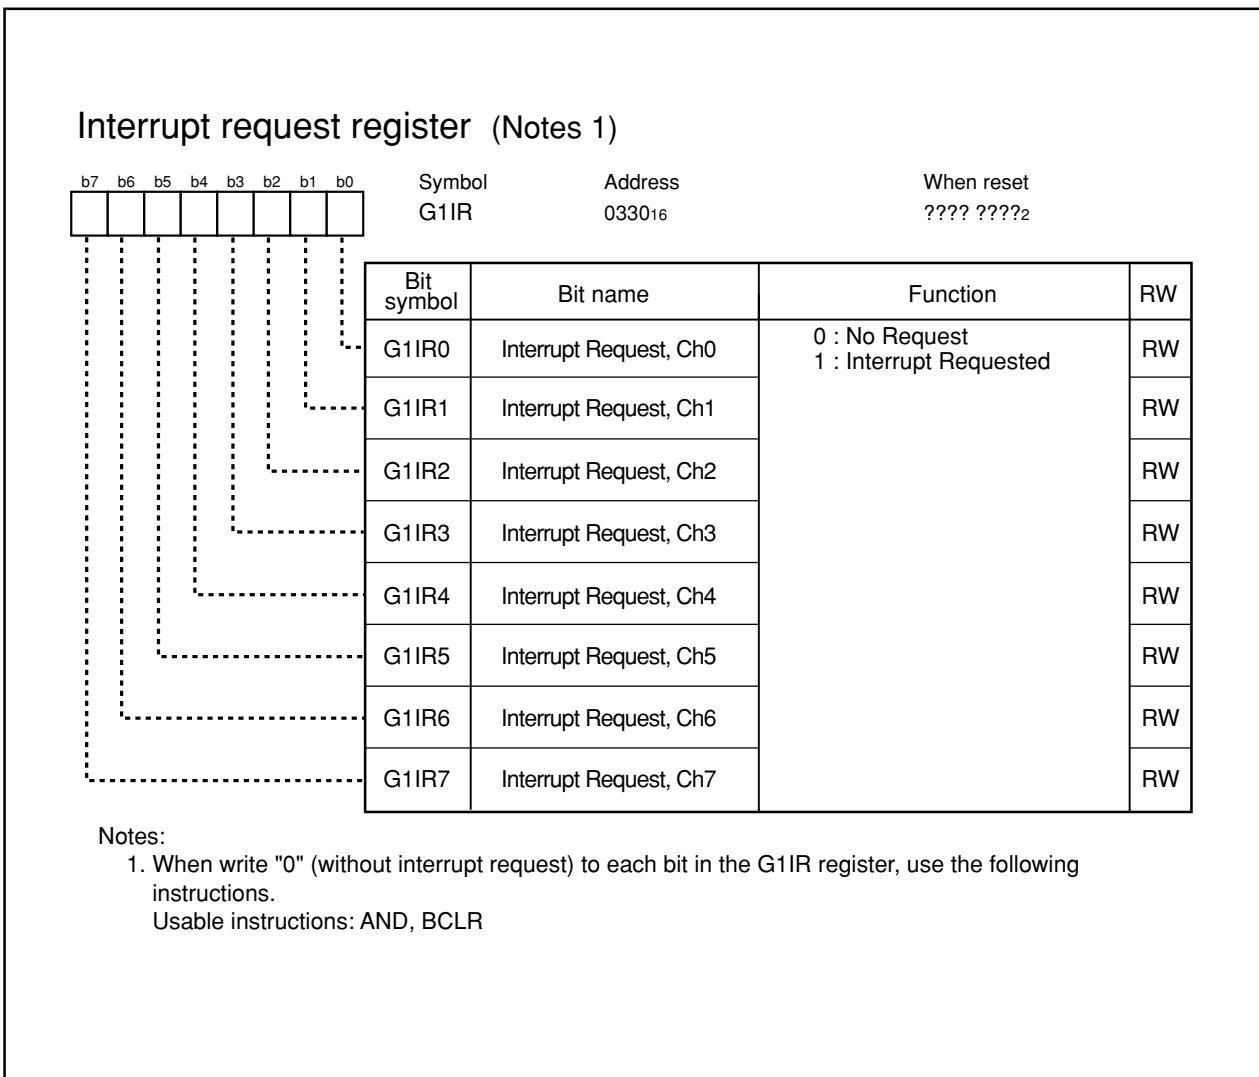 Interrupt request register (Notes 1)
b7 b6 b5 b4 b3 b2 b1 b0
Symbol Address When reset
G1IR 033016 ???? ????2
Bit symbol Bit name Function RW
G1IR0 Interrupt Request, Ch0 0 : No Request RW
1 : Interrupt Requested
G1IR1 Interrupt Request, Ch1 RW
G1IR2 Interrupt Request, Ch2 RW
G1IR3 Interrupt Request, Ch3 RW
G1IR4 Interrupt Request, Ch4 RW
G1IR5 Interrupt Request, Ch5 RW
G1IR6 Interrupt Request, Ch6 RW
G1IR7 Interrupt Request, Ch7 RW
Notes:
1. When write "0" (without interrupt request) to each bit in the G1IR register, use the following
instructions.
Usable instructions: AND, BCLR